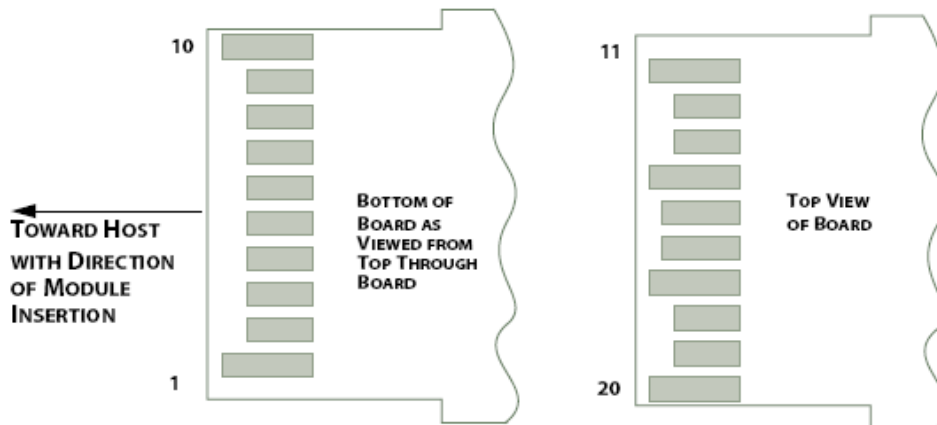 10
BOTTOM OF
BOARD AS
VIEWED FROM
TOP THROUGH
BOARD
TOWARD HOST
WITH DIRECTION
OF MODULE
INSERTION
1
11
TOP VIEW
OF BOARD
20